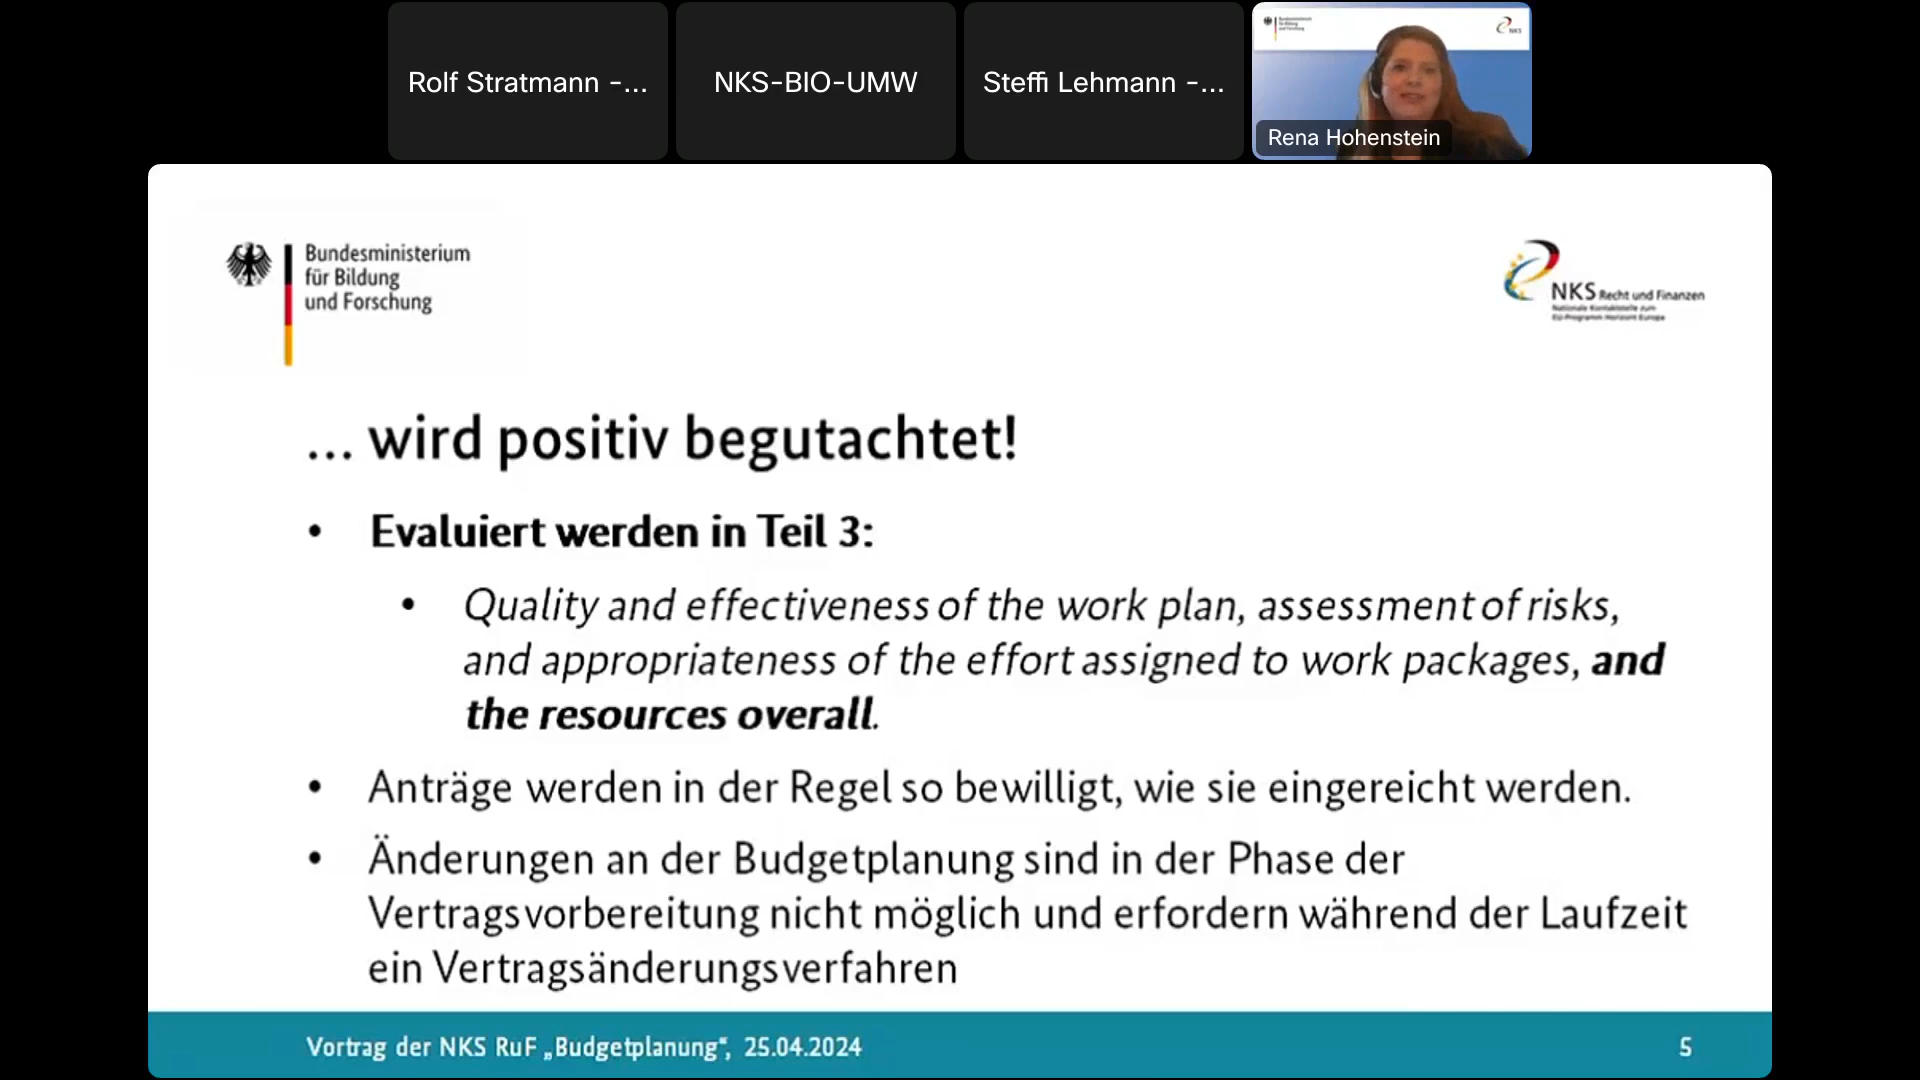 Rolf Stratmann -...
NKS-BIO-UMW
Steffi Lehmann -...
Rena Hohenstein
Bundesministerium
für Bildung
und Forschung
NKS Recht und Finanzen
Nationale Kontaktstelle zum
EU-Programm Horizont Europa
... wird positiv begutachtet!
• Evaluiert werden in Teil 3:
• Quality and effectiveness of the work plan, assessment of risks,
and appropriateness of the effort assigned to work packages, and
the resources overall.
• Anträge werden in der Regel so bewilligt, wie sie eingereicht werden.
• Änderungen an der Budgetplanung sind in der Phase der
Vertragsvorbereitung nicht möglich und erfordern während der Laufzeit
ein Vertragsänderungsverfahren
Vortrag der NKS RuF „Budgetplanung“, 25.04.2024
5